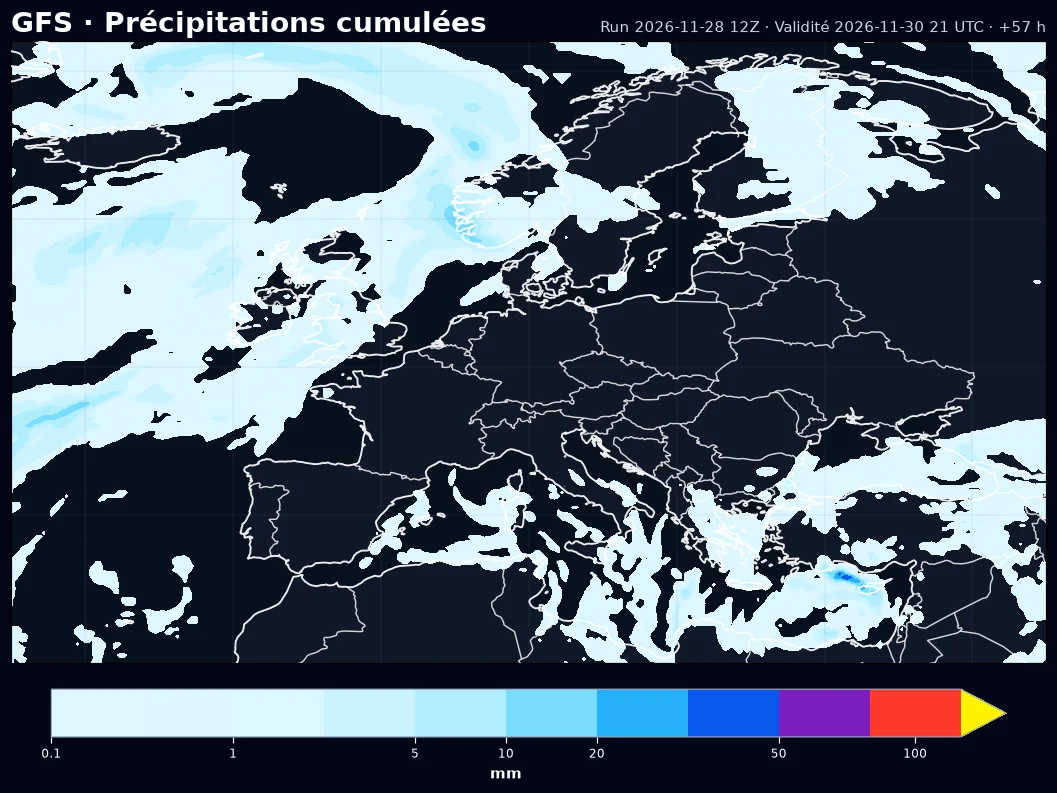 GFS · Précipitations cumulées
Run 2026-11-28 12Z · Validité 2026-11-30 21 UTC · +57 h
0.1 1 5 10 20 50 100
mm